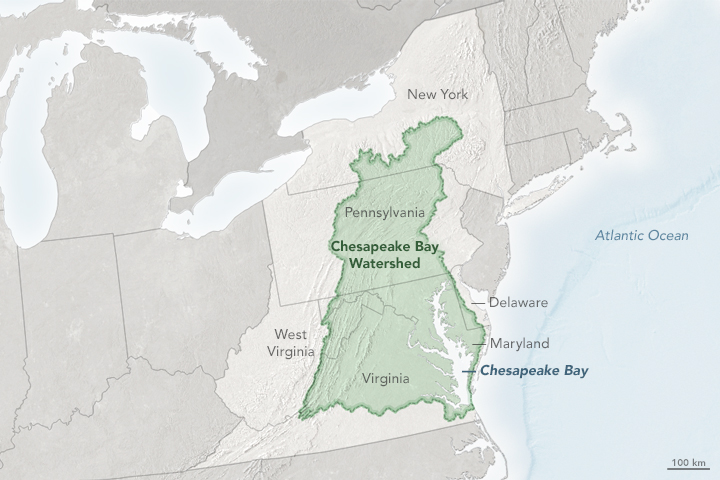 New York
Pennsylvania
Atlantic Ocean
Chesapeake Bay
Watershed
Delaware
West
Virginia
Maryland
Chesapeake Bay
Virginia
100 km